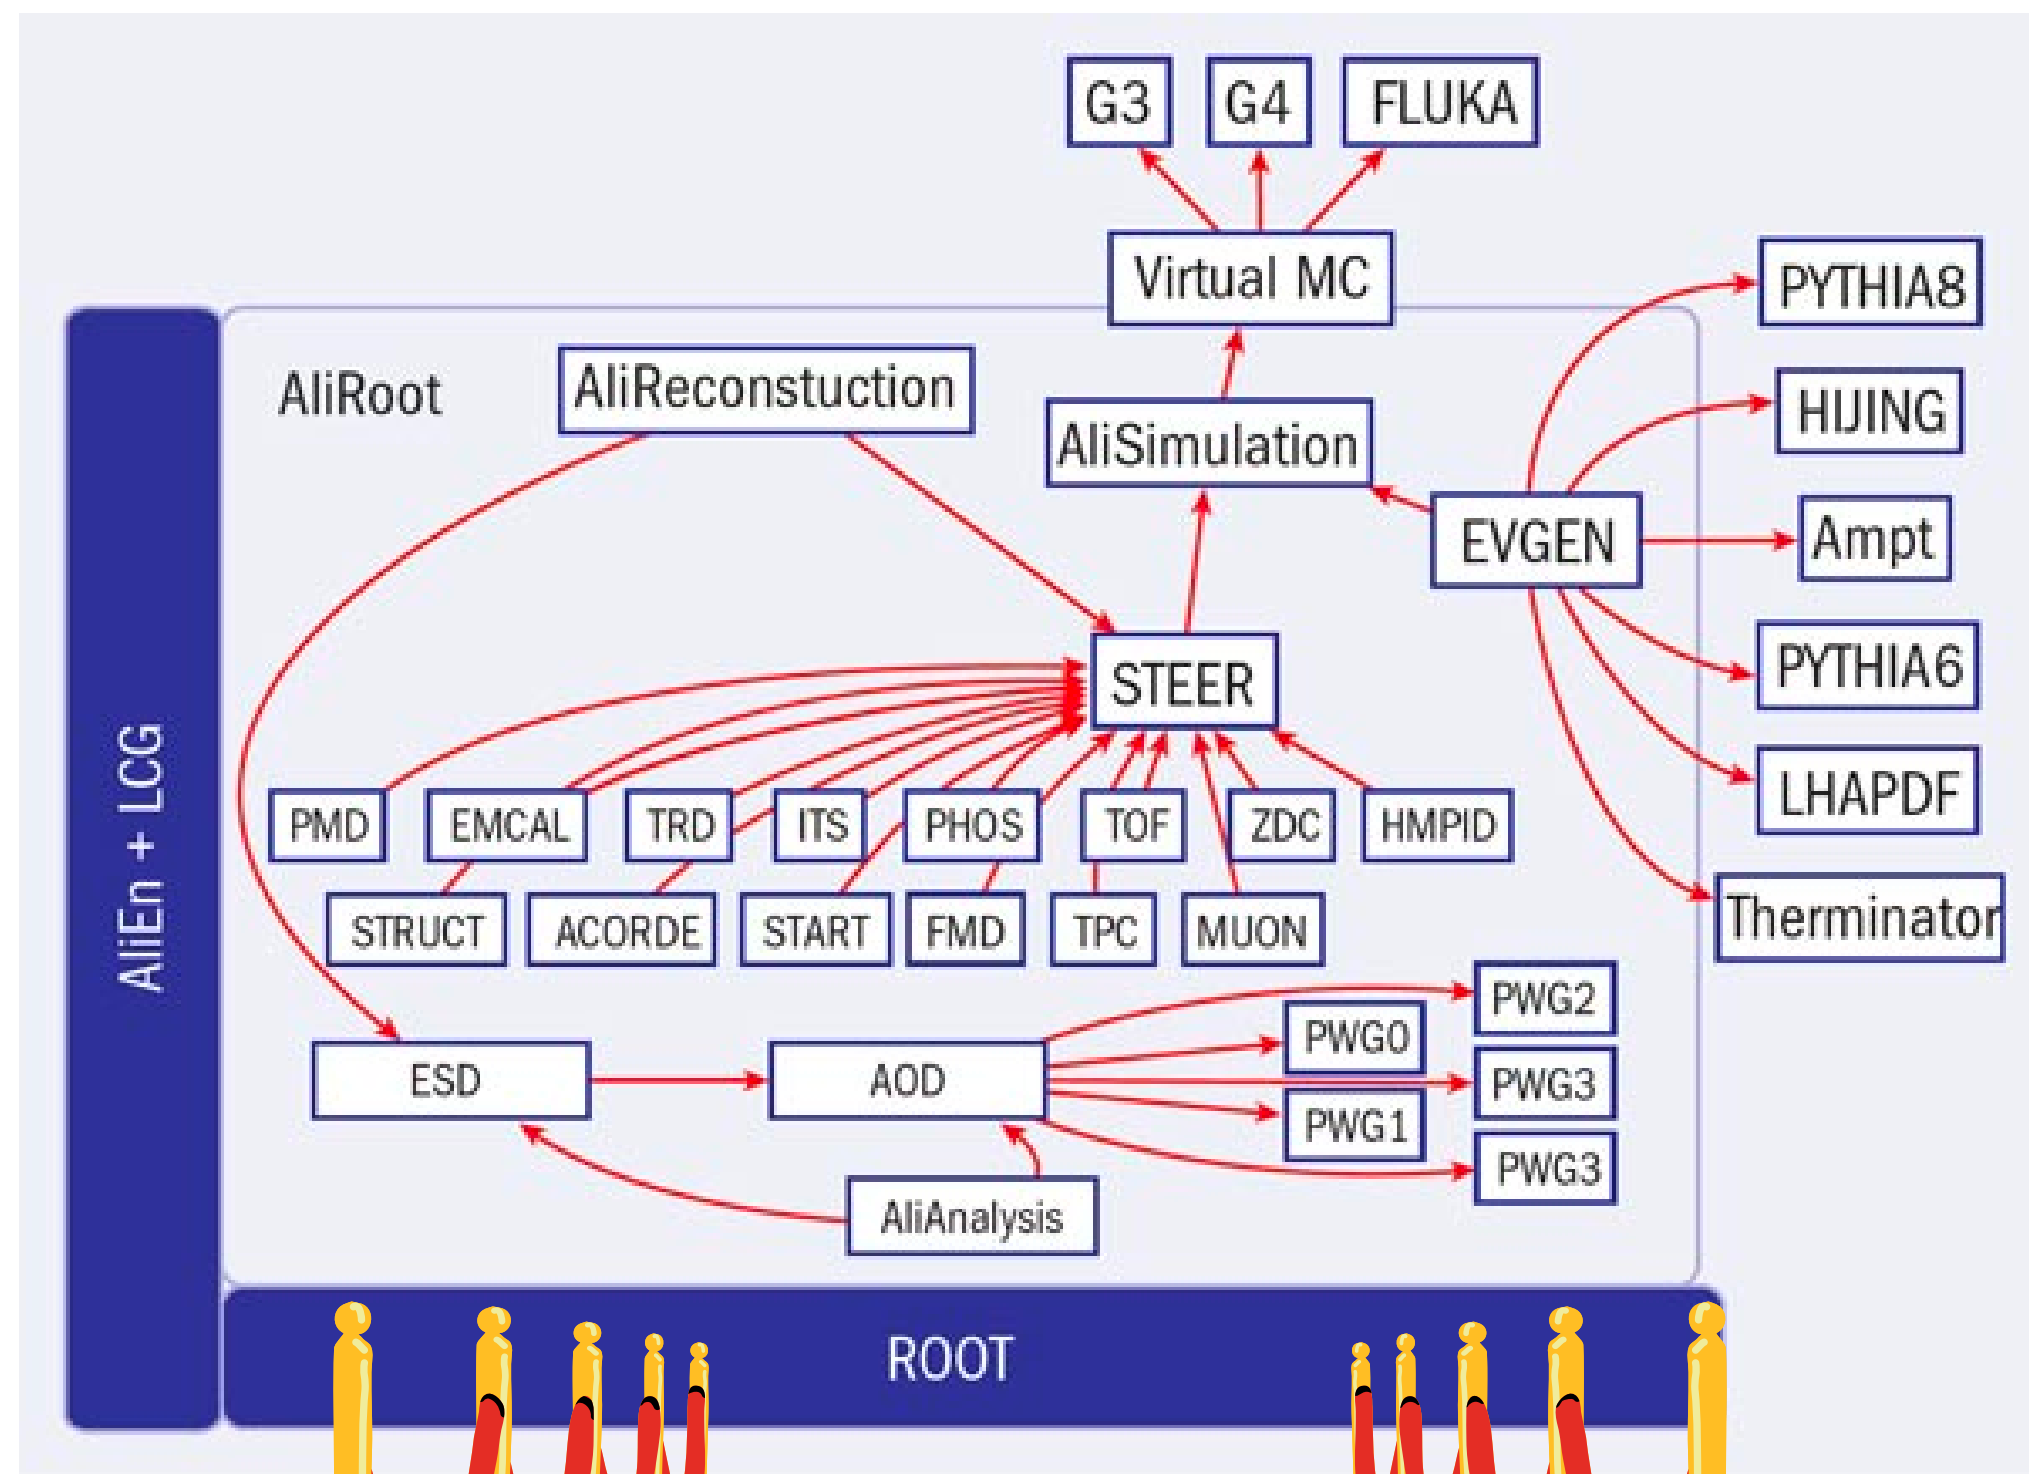 G3
G4
FLUKA
Virtual MC
PYTHIA8
AliRoot
AliReconstuction
HIJING
AliSimulation
EVGEN
Ampt
STEER
PYTHIA6
LHAPDF
PMD
EMCAL
TRD
ITS
PHOS
TOF
ZDC
HMPID
STRUCT
ACORDE
START
FMD
TPC
MUON
Therminator
AliEn + LCG
PWG2
PWG0
ESD
AOD
PWG3
PWG1
PWG3
AliAnalysis
ROOT